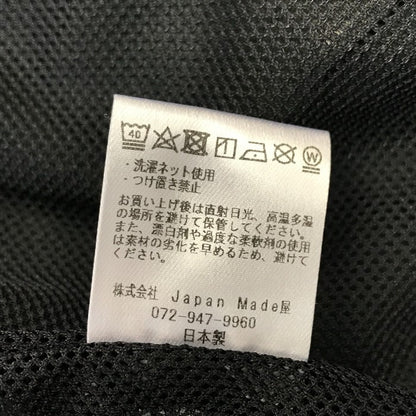 40 W
・洗濯ネット使用
・つけ置き禁止
お買い上げ後は直射日光、高温多湿
の場所を避けて保管してください。
また、漂白剤や過度な柔軟剤の使用
は素材の劣化を早めるため、避けて
ください。
株式会社 Japan Made屋
072-947-9960
日本製